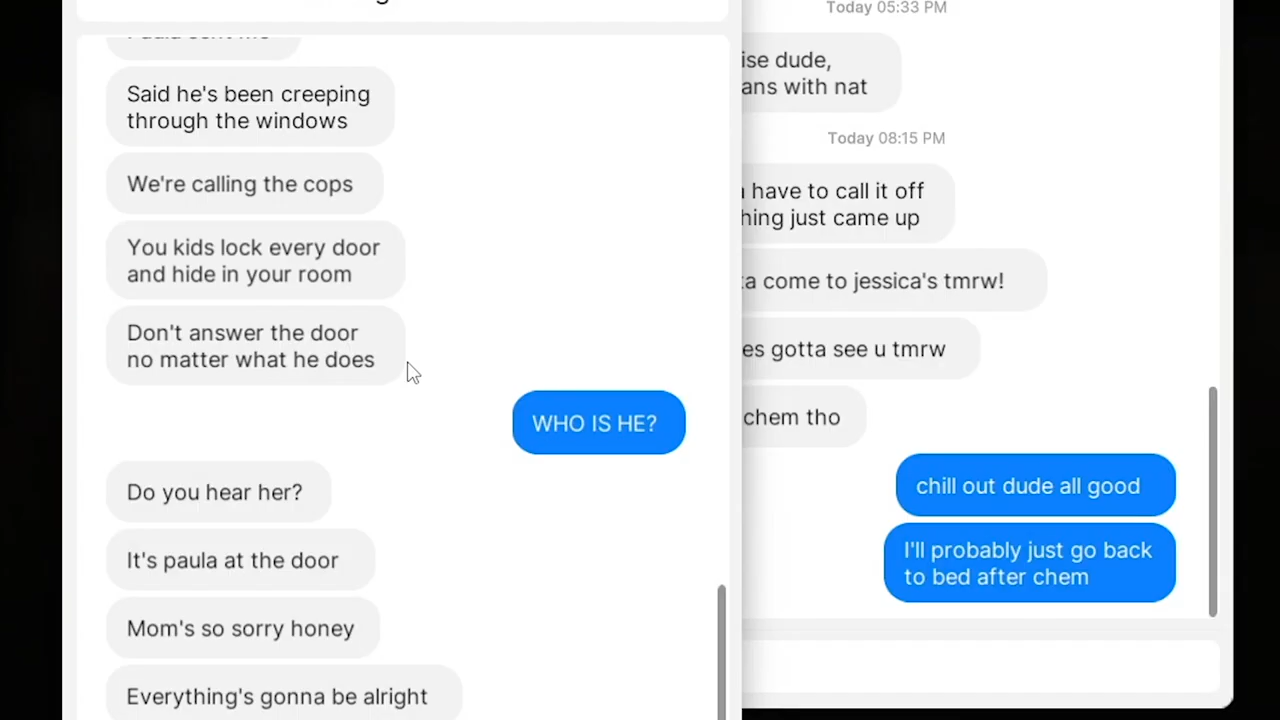 Said he's been creeping
through the windows
We're calling the cops
You kids lock every door
and hide in your room
Don't answer the door
no matter what he does
WHO IS HE?
Do you hear her?
It's paula at the door
Mom's so sorry honey
Everything's gonna be alright
Today 05:33 PM
dude,
with nat
Today 08:15 PM
have to call it off
just came up
come to jessica's tmrw!
gotta see u tmrw
chem tho
chill out dude all good
I'll probably just go back
to bed after chem